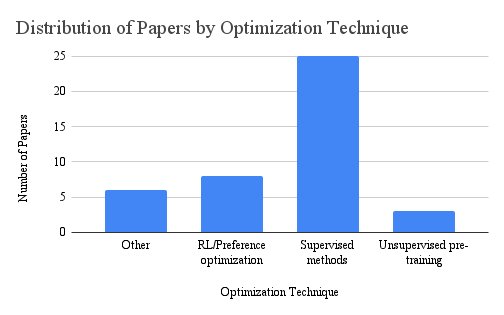 Distribution of Papers by Optimization Technique
Number of Papers
25
20
15
10
5
0
Other
RL/Preference
optimization
Supervised
methods
Unsupervised pre-
training
Optimization Technique